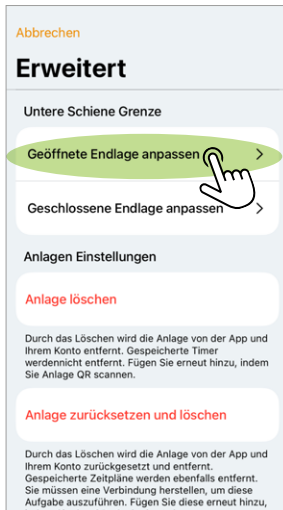 Abbrechen
Erweitert
Untere Schiene Grenze
Geöffnete Endlage anpassen
Geschlossene Endlage anpassen
Anlagen Einstellungen
Anlage löschen
Durch das Löschen wird die Anlage von der App und
Ihrem Konto entfernt. Gespeicherte Timer
werdennicht entfernt. Fügen Sie erneut hinzu, indem
Sie Anlage QR scannen.
Anlage zurücksetzen und löschen
Durch das Löschen wird die Anlage von der App und
Ihrem Konto zurückgesetzt und entfernt.
Gespeicherte Zeitpläne werden ebenfalls entfernt.
Sie müssen eine Verbindung herstellen, um diese
Aufgabe auszuführen. Fügen Sie diese erneut hinzu,